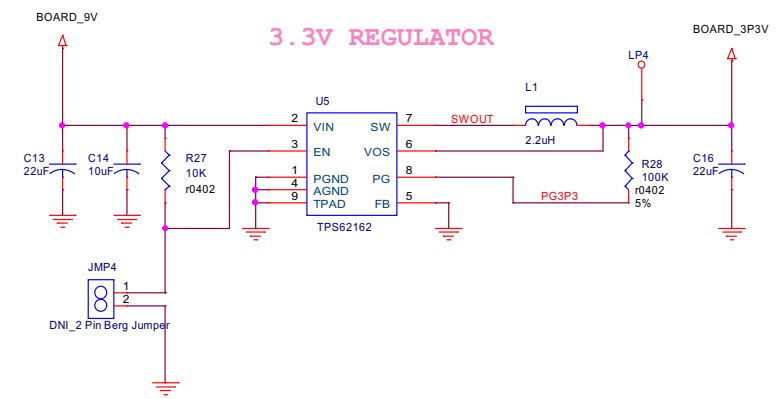 3.3V REGULATOR
BOARD_9V
BOARD_3P3V
LP4
L1
2.2uH
U5
2 VIN SW 7 SWOUT
3 EN VOS 6
1 PGND PG 8 PG3P3
4 AGND
9 TPAD FB 5
TPS62162
C13
22uF
C14
10uF
R27
10K
r0402
R28
100K
r0402
5%
C16
22uF
JMP4
1
2
DNI_2 Pin Berg Jumper